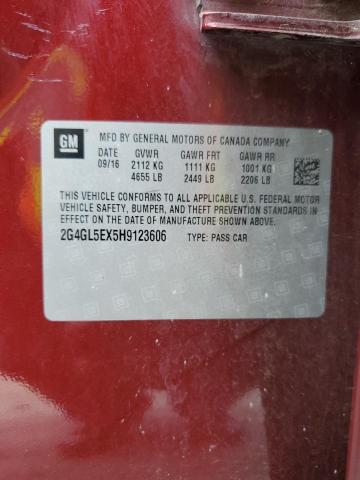 GM
MFD BY GENERAL MOTORS OF CANADA COMPANY
DATE GVWR GAWR FRT GAWR RR
09/16 2112 KG 1111 KG 1001 KG
4655 LB 2449 LB 2206 LB
THIS VEHICLE CONFORMS TO ALL APPLICABLE U.S. FEDERAL MOTOR
VEHICLE SAFETY, BUMPER, AND THEFT PREVENTION STANDARDS
IN EFFECT ON THE DATE OF MANUFACTURE SHOWN ABOVE.
2G4GL5EX5H9123606 TYPE: PASS CAR